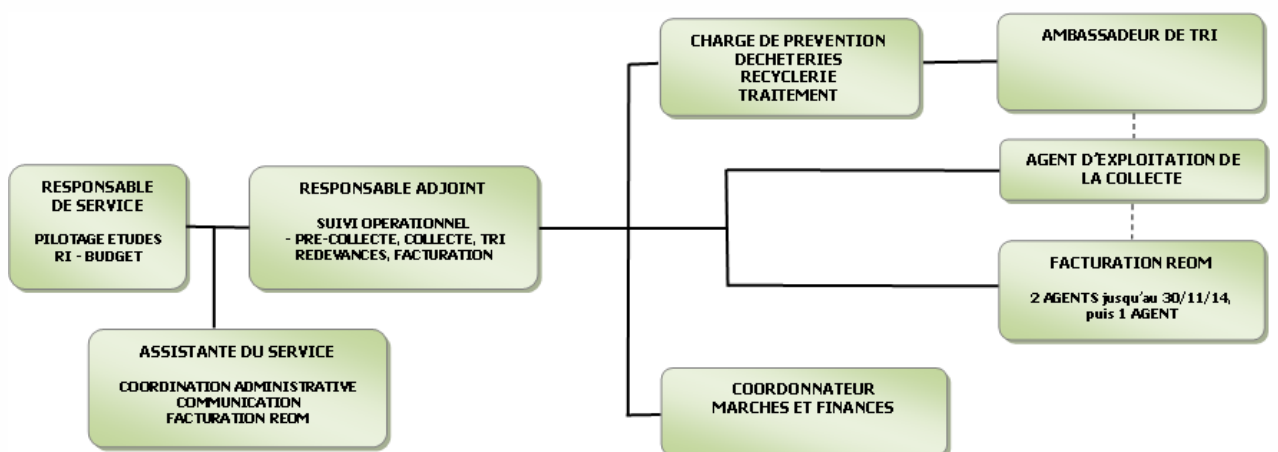 RESPONSABLE
DE SERVICE
PILOTAGE ETUDES
RI - BUDGET
ASSISTANTE DU SERVICE
COORDINATION ADMINISTRATIVE
COMMUNICATION
FACTURATION REOM
RESPONSABLE ADJOINT
SUIVI OPERATIONNEL
- PRE-COLLECTE, COLLECTE, TRI
REDEVANCES, FACTURATION
CHARGE DE PREVENTION
DECHETERIES
RECYCLERIE
TRAITEMENT
AMBASSADEUR DE TRI
AGENT D'EXPLOITATION DE
LA COLLECTE
FACTURATION REOM
2 AGENTS jusqu'au 30/11/14,
puis 1 AGENT
COORDONNATEUR
MARCHES ET FINANCES